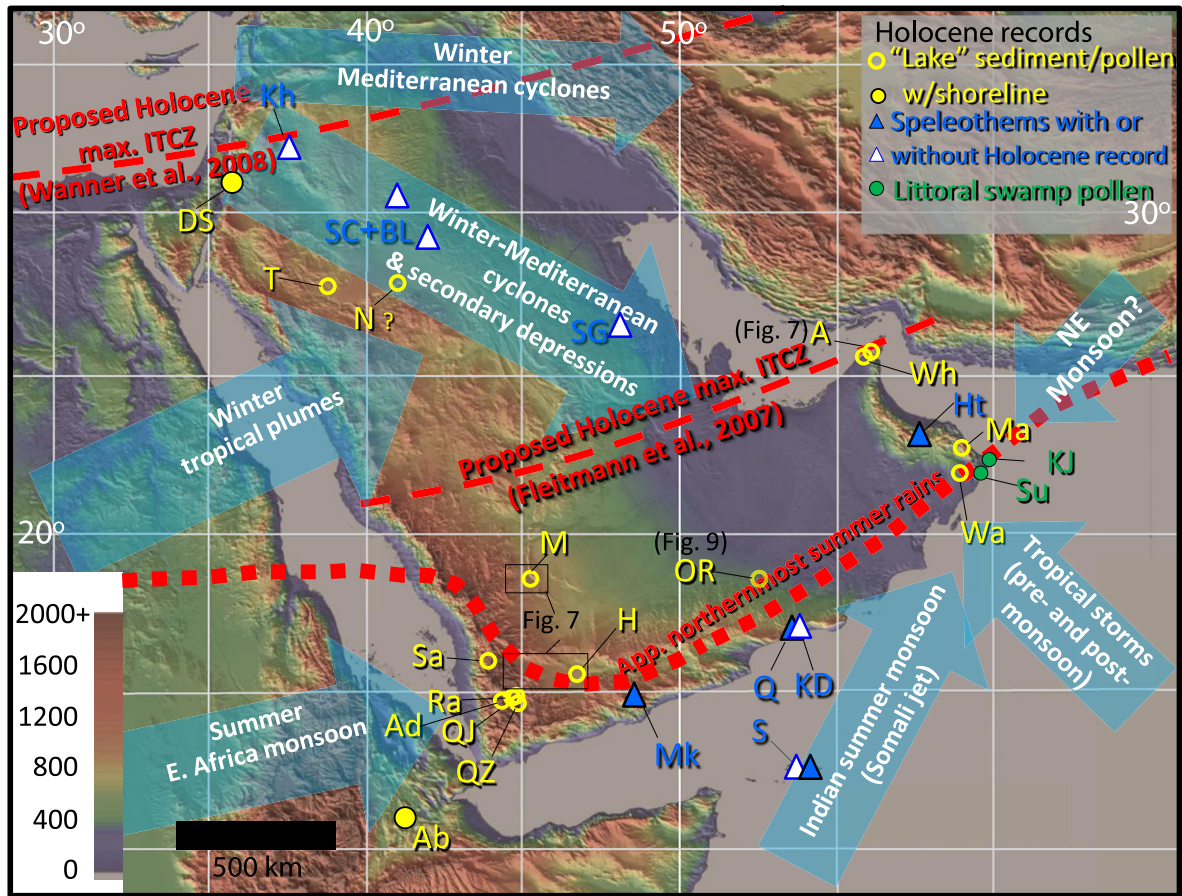 30º
40º
50º
Holocene records
"Lake" sediment/pollen
w/shoreline
Speleothems with or
without Holocene record
Littoral swamp pollen
30º
Winter
Mediterranean cyclones
Kh
Proposed Holocene
max. ITCZ
(Wanner et al., 2008)
DS
SC+BL
Winter-Mediterranean
cyclones
& secondary depressions
T
N ?
SG
(Fig. 7)
A
Wh
NE
Monsoon?
Winter
tropical plumes
Proposed Holocene max. ITCZ
(Fleitmann et al., 2007)
Ht
Ma
KJ
Su
Wa
20º
M
(Fig. 9)
OR
App. northernmost summer rains
Tropical storms
(pre- and post-
monsoon)
2000+
1600
1200
800
400
0
Fig. 7
H
Sa
Ra
Ad
QJ
QZ
Q
KD
Mk
S
Summer
E. Africa monsoon
Indian summer monsoon
(Somali jet)
Ab
500 km